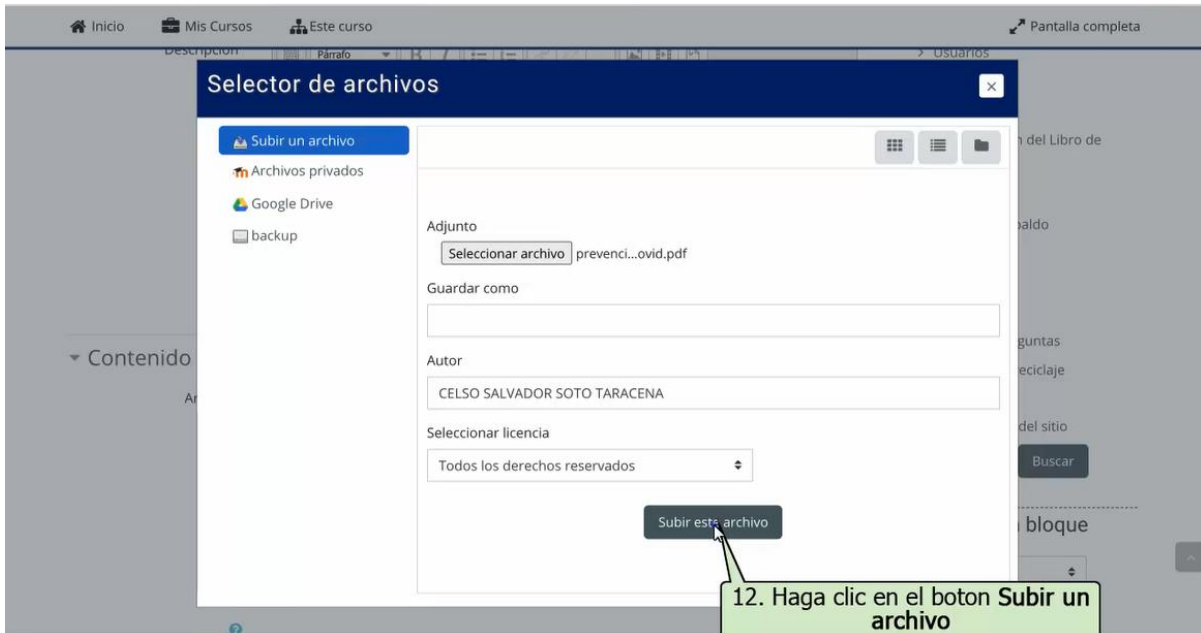 Inicio Mis Cursos Este curso Pantalla completa
Descripción Párrafo Usuarios
Selector de archivos
Subir un archivo
Archivos privados
Google Drive
backup
Adjunto
Seleccionar archivo prevenci...ovid.pdf
Guardar como
Autor
CELSO SALVADOR SOTO TARACENA
Seleccionar licencia
Todos los derechos reservados
Subir este archivo
12. Haga clic en el boton Subir un
archivo
Contenido
del Libro de
del sitio
Buscar
bloque